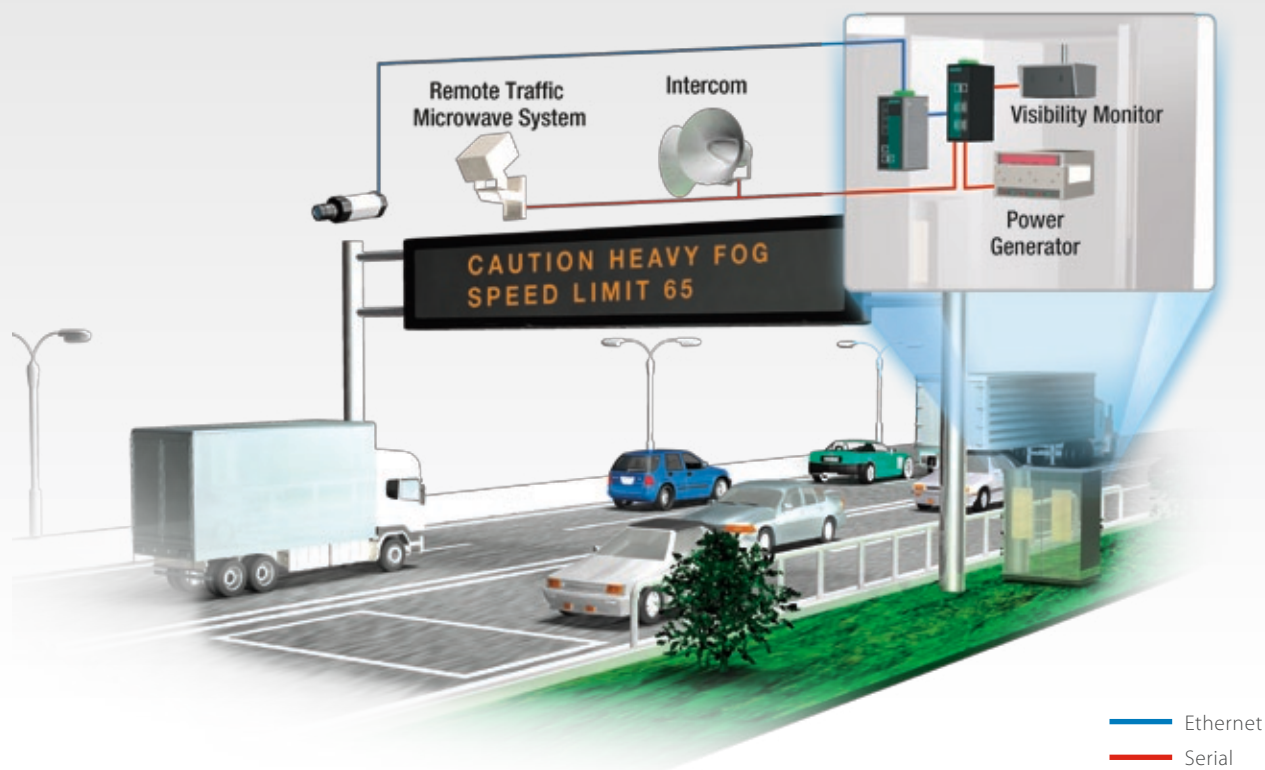 Remote Traffic
Microwave System
Intercom
Visibility Monitor
Power
Generator
CAUTION HEAVY FOG
SPEED LIMIT 65
Ethernet
Serial